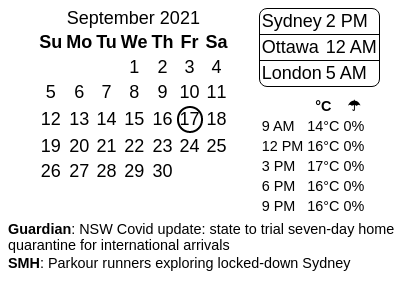 September 2021
Su Mo Tu We Th Fr Sa
1 2 3 4
5 6 7 8 9 10 11
12 13 14 15 16 17 18
19 20 21 22 23 24 25
26 27 28 29 30
Sydney 2 PM
Ottawa 12 AM
London 5 AM
°C ☂
9 AM 14°C 0%
12 PM 16°C 0%
3 PM 17°C 0%
6 PM 16°C 0%
9 PM 16°C 0%
Guardian: NSW Covid update: state to trial seven-day home
quarantine for international arrivals
SMH: Parkour runners exploring locked-down Sydney